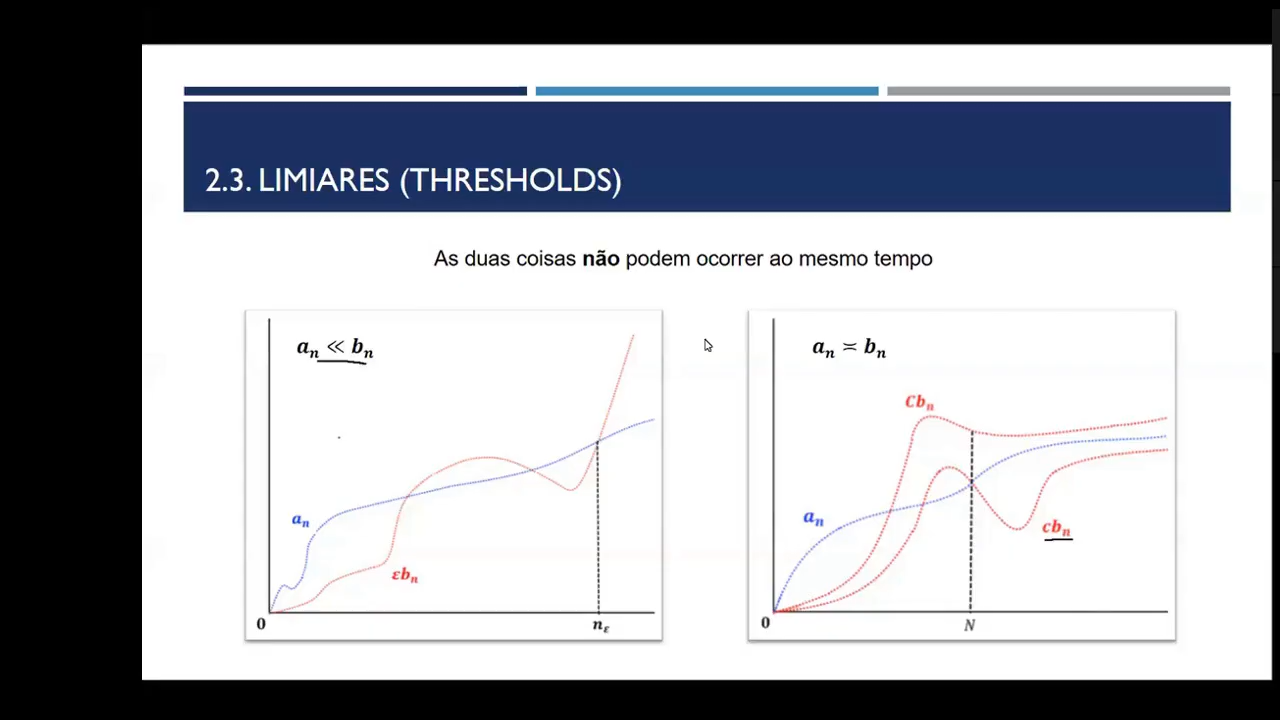 2.3. LIMIARES (THRESHOLDS)
As duas coisas não podem ocorrer ao mesmo tempo
aₙ ≪ bₙ
aₙ
εbₙ
0
n_ε
aₙ ≍ bₙ
Cbₙ
aₙ
cbₙ
0
N